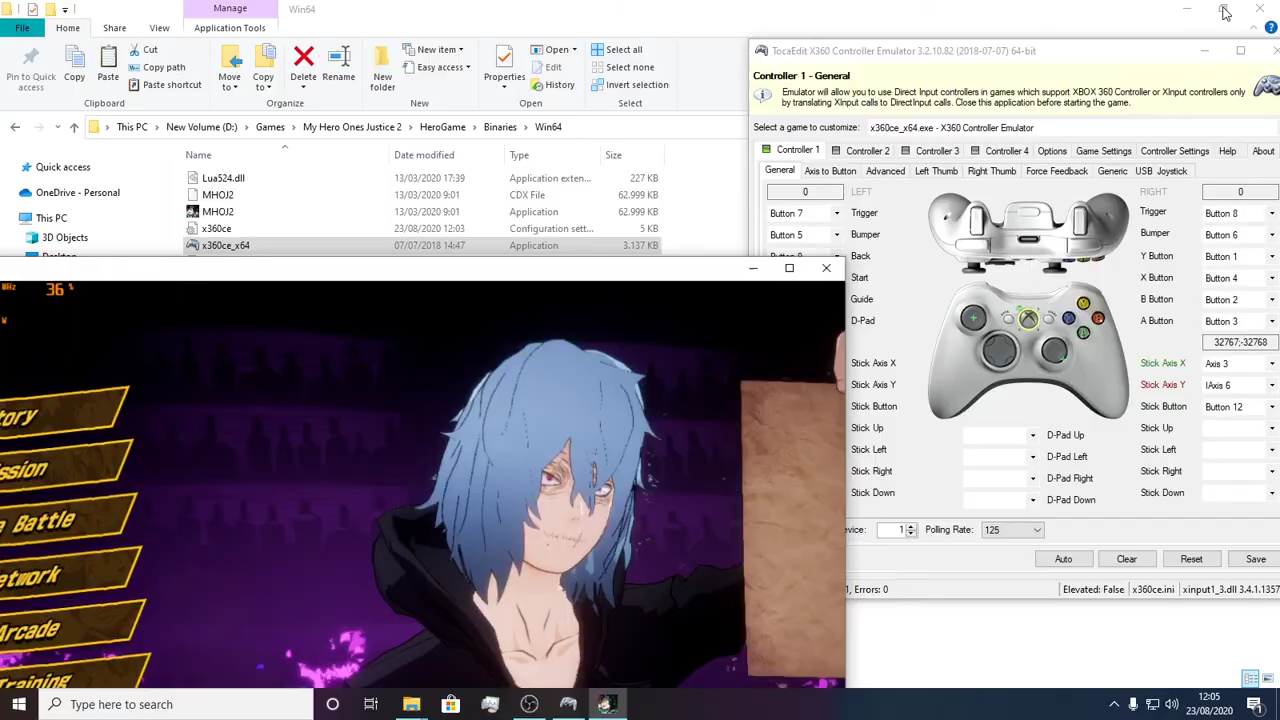 Manage
Win64
File
Home
Share
View
Application Tools
Pin to Quick access
Copy
Paste
Cut
Copy path
Paste shortcut
Clipboard
Move to
Copy to
Delete
Rename
Organize
New folder
New item
Easy access
New
Properties
Open
Edit
History
Open
Select all
Select none
Invert selection
Select
This PC > New Volume (D:) > Games > My Hero Ones Justice 2 > HeroGame > Binaries > Win64
Quick access
OneDrive - Personal
This PC
3D Objects
Name Date modified Type Size
Lua524.dll 13/03/2020 17:39 Application exten... 227 KB
MHOJ2 13/03/2020 9:01 CDX File 62.999 KB
MHOJ2 13/03/2020 9:01 Application 62.999 KB
x360ce 23/08/2020 12:03 Configuration sett... 5 KB
x360ce_x64 07/07/2018 14:47 Application 3.137 KB
TocaEdit X360 Controller Emulator 3.2.10.82 (2018-07-07) 64-bit
Controller 1 - General
Emulator will allow you to use Direct Input controllers in games which support XBOX 360 Controller or XInput controllers only
by translating XInput calls to DirectInput calls. Close this application before starting the game.
Select a game to customize: x360ce_x64.exe - X360 Controller Emulator
Controller 1 Controller 2 Controller 3 Controller 4 Options Game Settings Controller Settings Help About
General Axis to Button Advanced Left Thumb Right Thumb Force Feedback Generic USB Joystick
0 LEFT RIGHT 0
Button 7 Trigger Trigger Button 8
Button 5 Bumper Bumper Button 6
Back Y Button Button 1
Start X Button Button 4
Guide B Button Button 2
D-Pad A Button Button 3
32767;-32768
Stick Axis X Stick Axis X Axis 3
Stick Axis Y Stick Axis Y IAxis 6
Stick Button Stick Button Button 12
Stick Up D-Pad Up Stick Up
Stick Left D-Pad Left Stick Left
Stick Right D-Pad Right Stick Right
Stick Down D-Pad Down Stick Down
evice: 1 Polling Rate: 125
Auto Clear Reset Save
1, Errors: 0 Elevated: False x360ce.ini xinput1_3.dll 3.4.1.1357
MHz 36 %
W
tory
ission
a Battle
etwork
Arcade
Training
Type here to search
12:05
23/08/2020
1